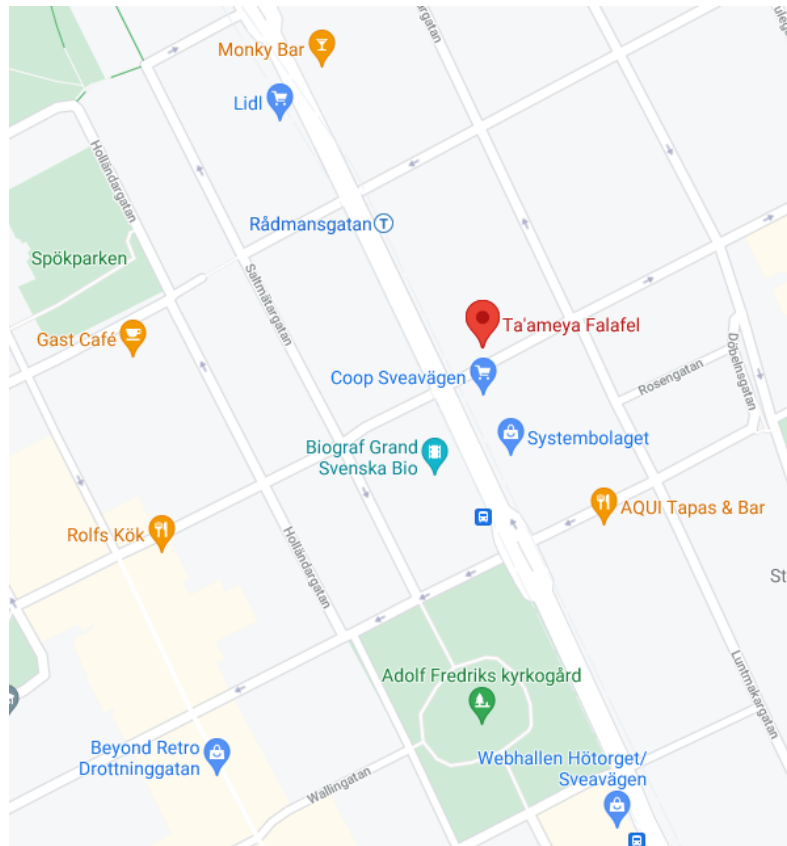 Monky Bar
Lidl
Holländargatan
Rådmansgatan
T
Spökparken
Saltmätargatan
Gast Café
Ta'ameya Falafel
Coop Sveavägen
Döbelnsgatan
Rosengatan
Biograf Grand
Svenska Bio
Systembolaget
Rolfs Kök
AQUI Tapas & Bar
Holländargatan
St
Adolf Fredriks kyrkogård
Luntmakargatan
Beyond Retro
Drottninggatan
Webhallen Hötorget/
Sveavägen
Wallingatan